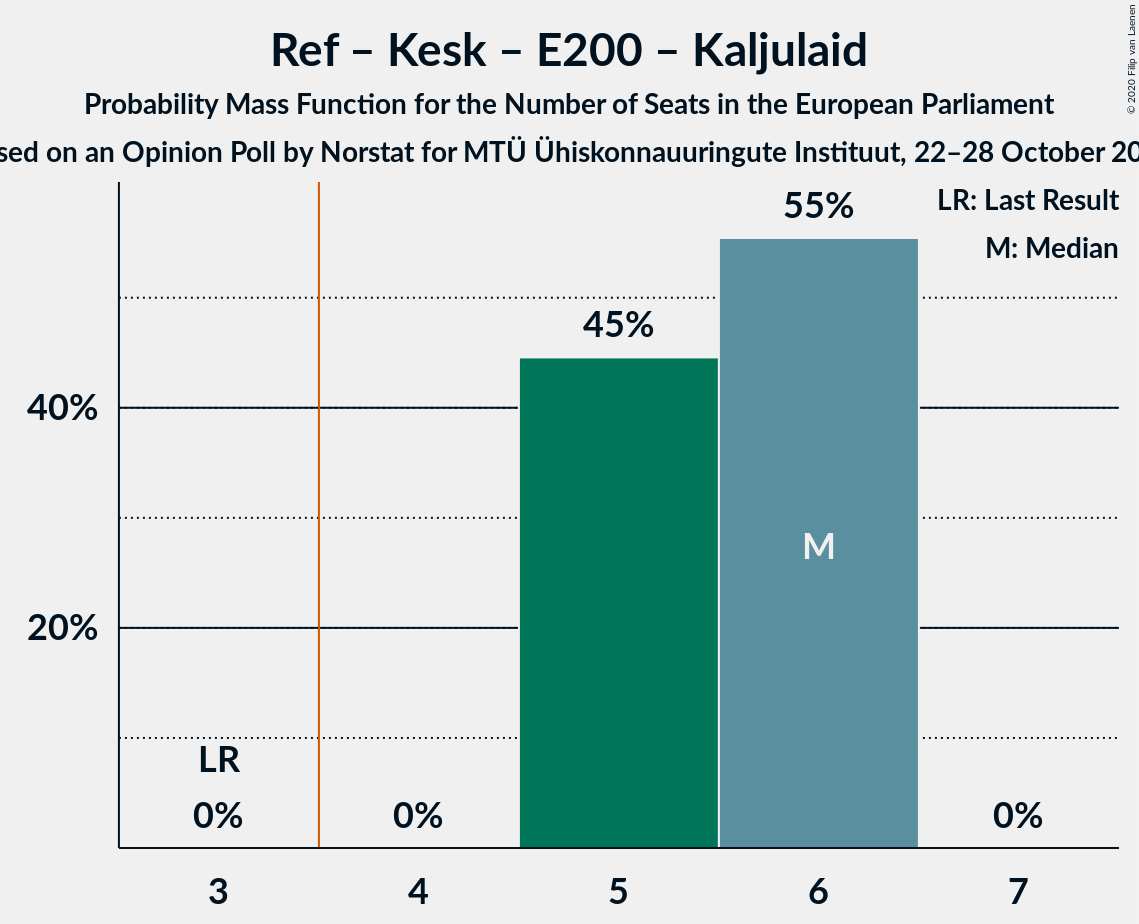 Ref – Kesk – E200 – Kaljulaid
Probability Mass Function for the Number of Seats in the European Parliament
on an Opinion Poll by Norstat for MTÜ Ühiskonnauuringute Instituut, 22–28 October
© 2020 Filip van Laenen
LR: Last Result
M: Median
55%
45%
40%
M
20%
LR
0%
0%
0%
3
4
5
6
7